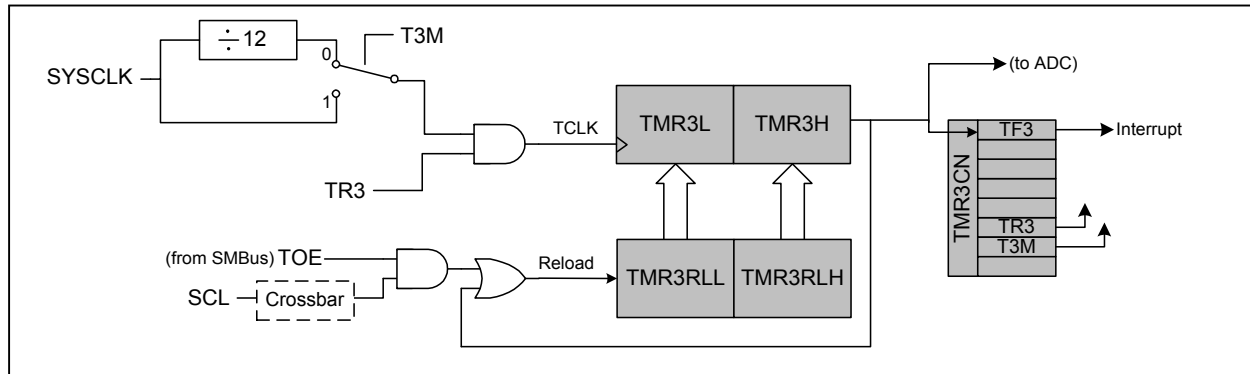 ÷12
T3M
0
SYSCLK
1
TCLK
TMR3L
TMR3H
(to ADC)
TF3
Interrupt
TR3
TMR3CN
TR3
T3M
(from SMBus) TOE
SCL
Crossbar
Reload
TMR3RLL
TMR3RLH